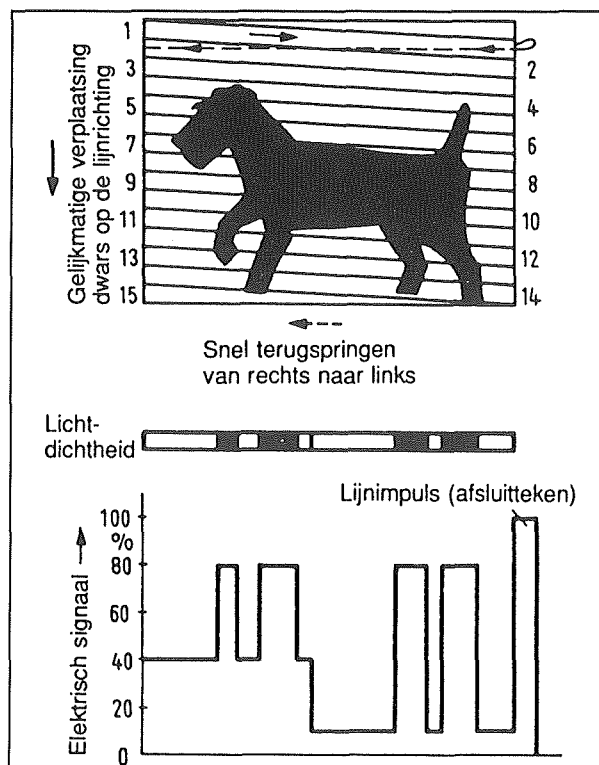 1
3
5
7
9
11
13
15
2
4
6
8
10
12
14
Gelijkmatige verplaatsing
dwars op de lijnrichting
Snel terugspringen
van rechts naar links
Licht-
dichtheid
Lijnimpuls (afsluitteken)
Elektrisch signaal
100
%
80
60
40
20
0